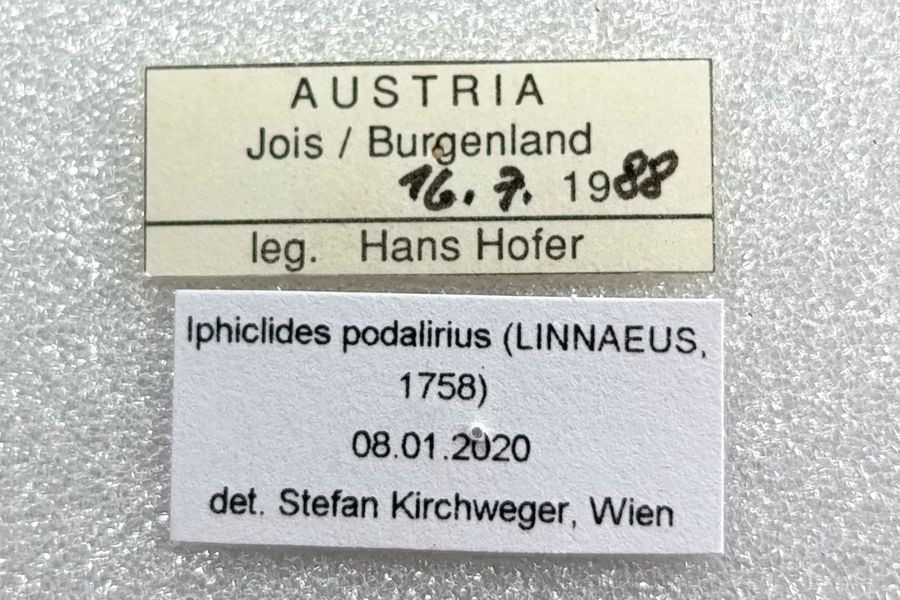 AUSTRIA
Jois / Burgenland
16. 7. 1988
leg. Hans Hofer
Iphiclides podalirius (LINNAEUS,
1758)
08.01.2020
det. Stefan Kirchweger, Wien